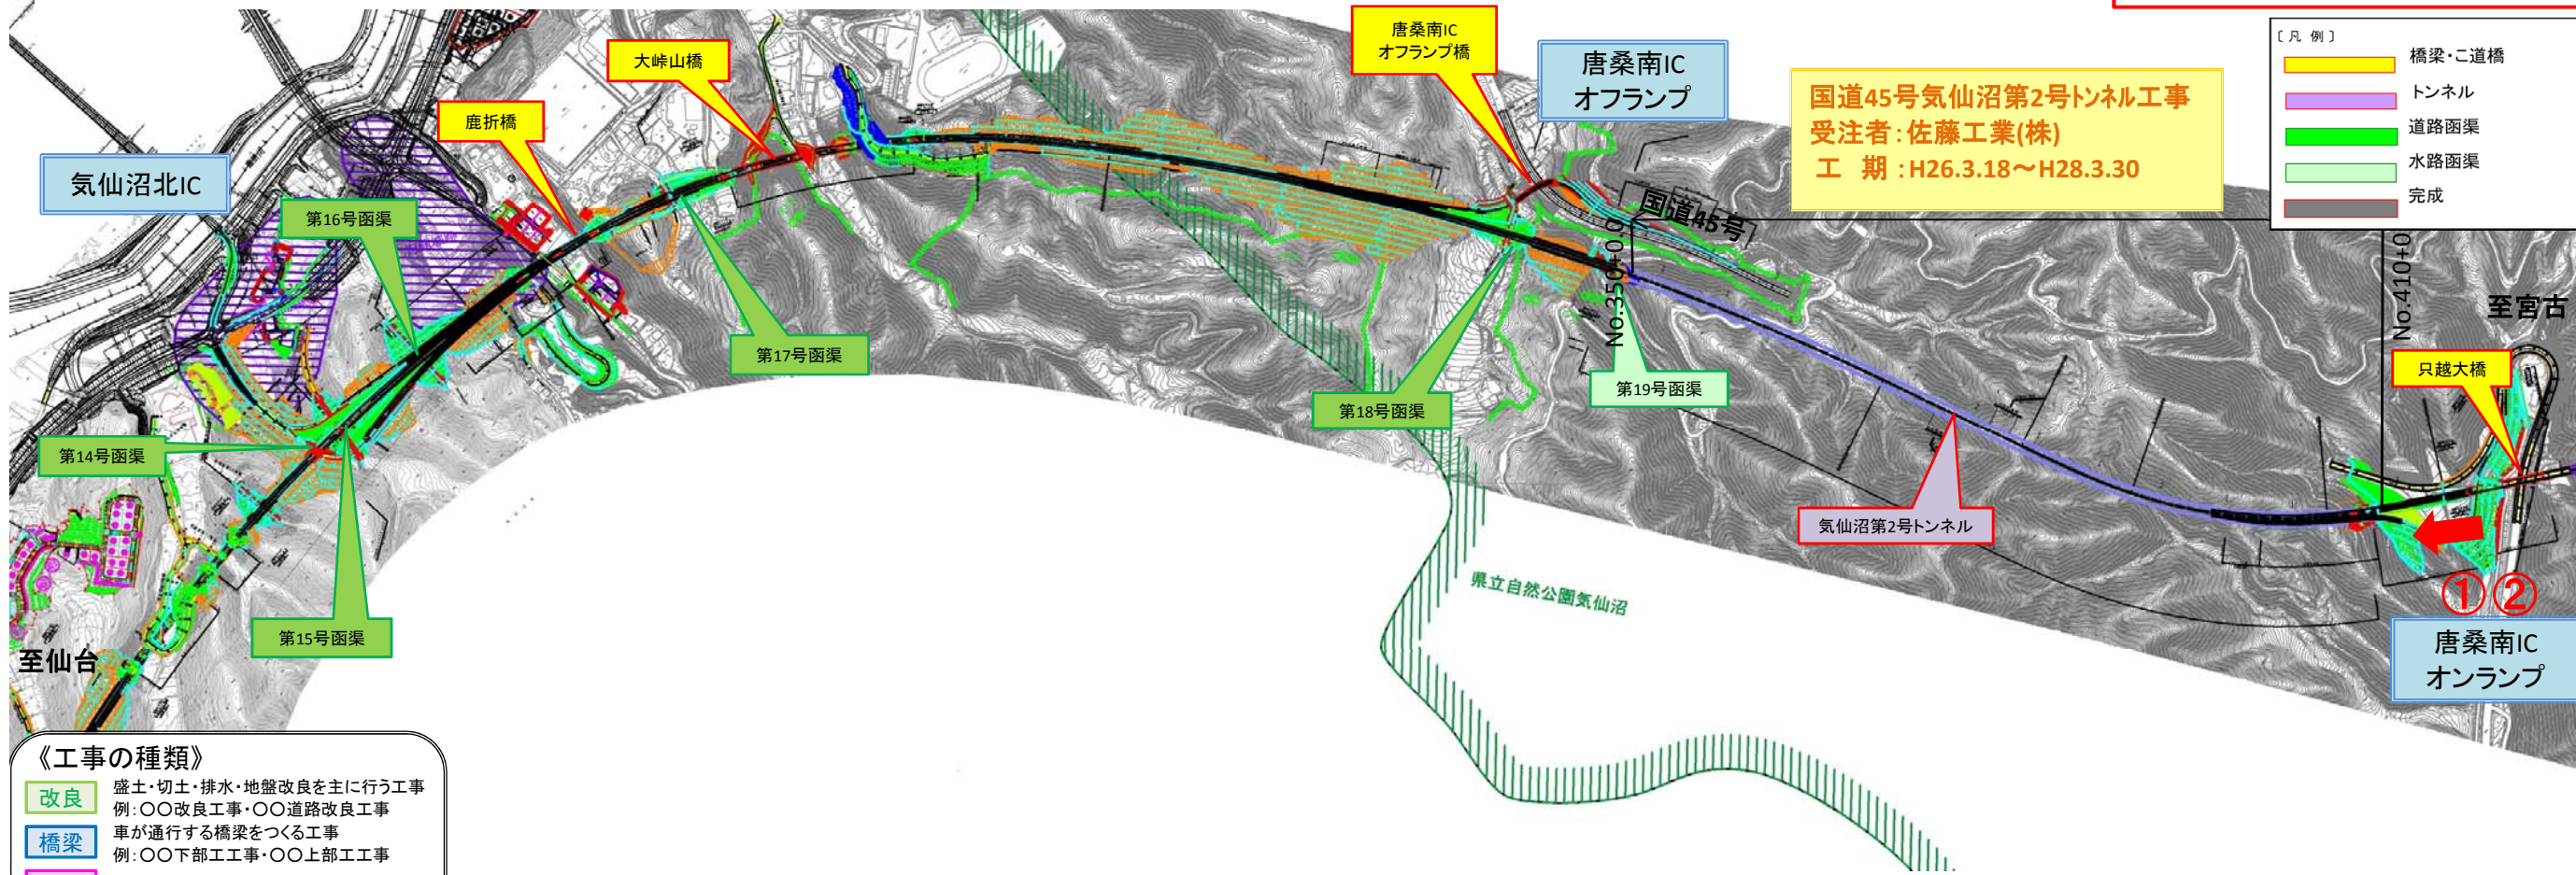 唐桑南IC
オフランプ橋
〔凡 例〕
橋梁・こ道橋
トンネル
道路函渠
水路函渠
完成
大峠山橋
唐桑南IC
オフランプ
国道45号気仙沼第2号トンネル工事
受注者：佐藤工業(株)
工 期：H26.3.18～H28.3.30
鹿折橋
気仙沼北IC
第16号函渠
国道45号
No.350+0.0
No.410+0
至宮古
第17号函渠
只越大橋
第19号函渠
第18号函渠
第14号函渠
気仙沼第2号トンネル
県立自然公園気仙沼
① ②
第15号函渠
唐桑南IC
オンランプ
至仙台
《工事の種類》
改良
盛土・切土・排水・地盤改良を主に行う工事
例：〇〇改良工事・〇〇道路改良工事
橋梁
車が通行する橋梁をつくる工事
例：〇〇下部工工事・〇〇上部工工事